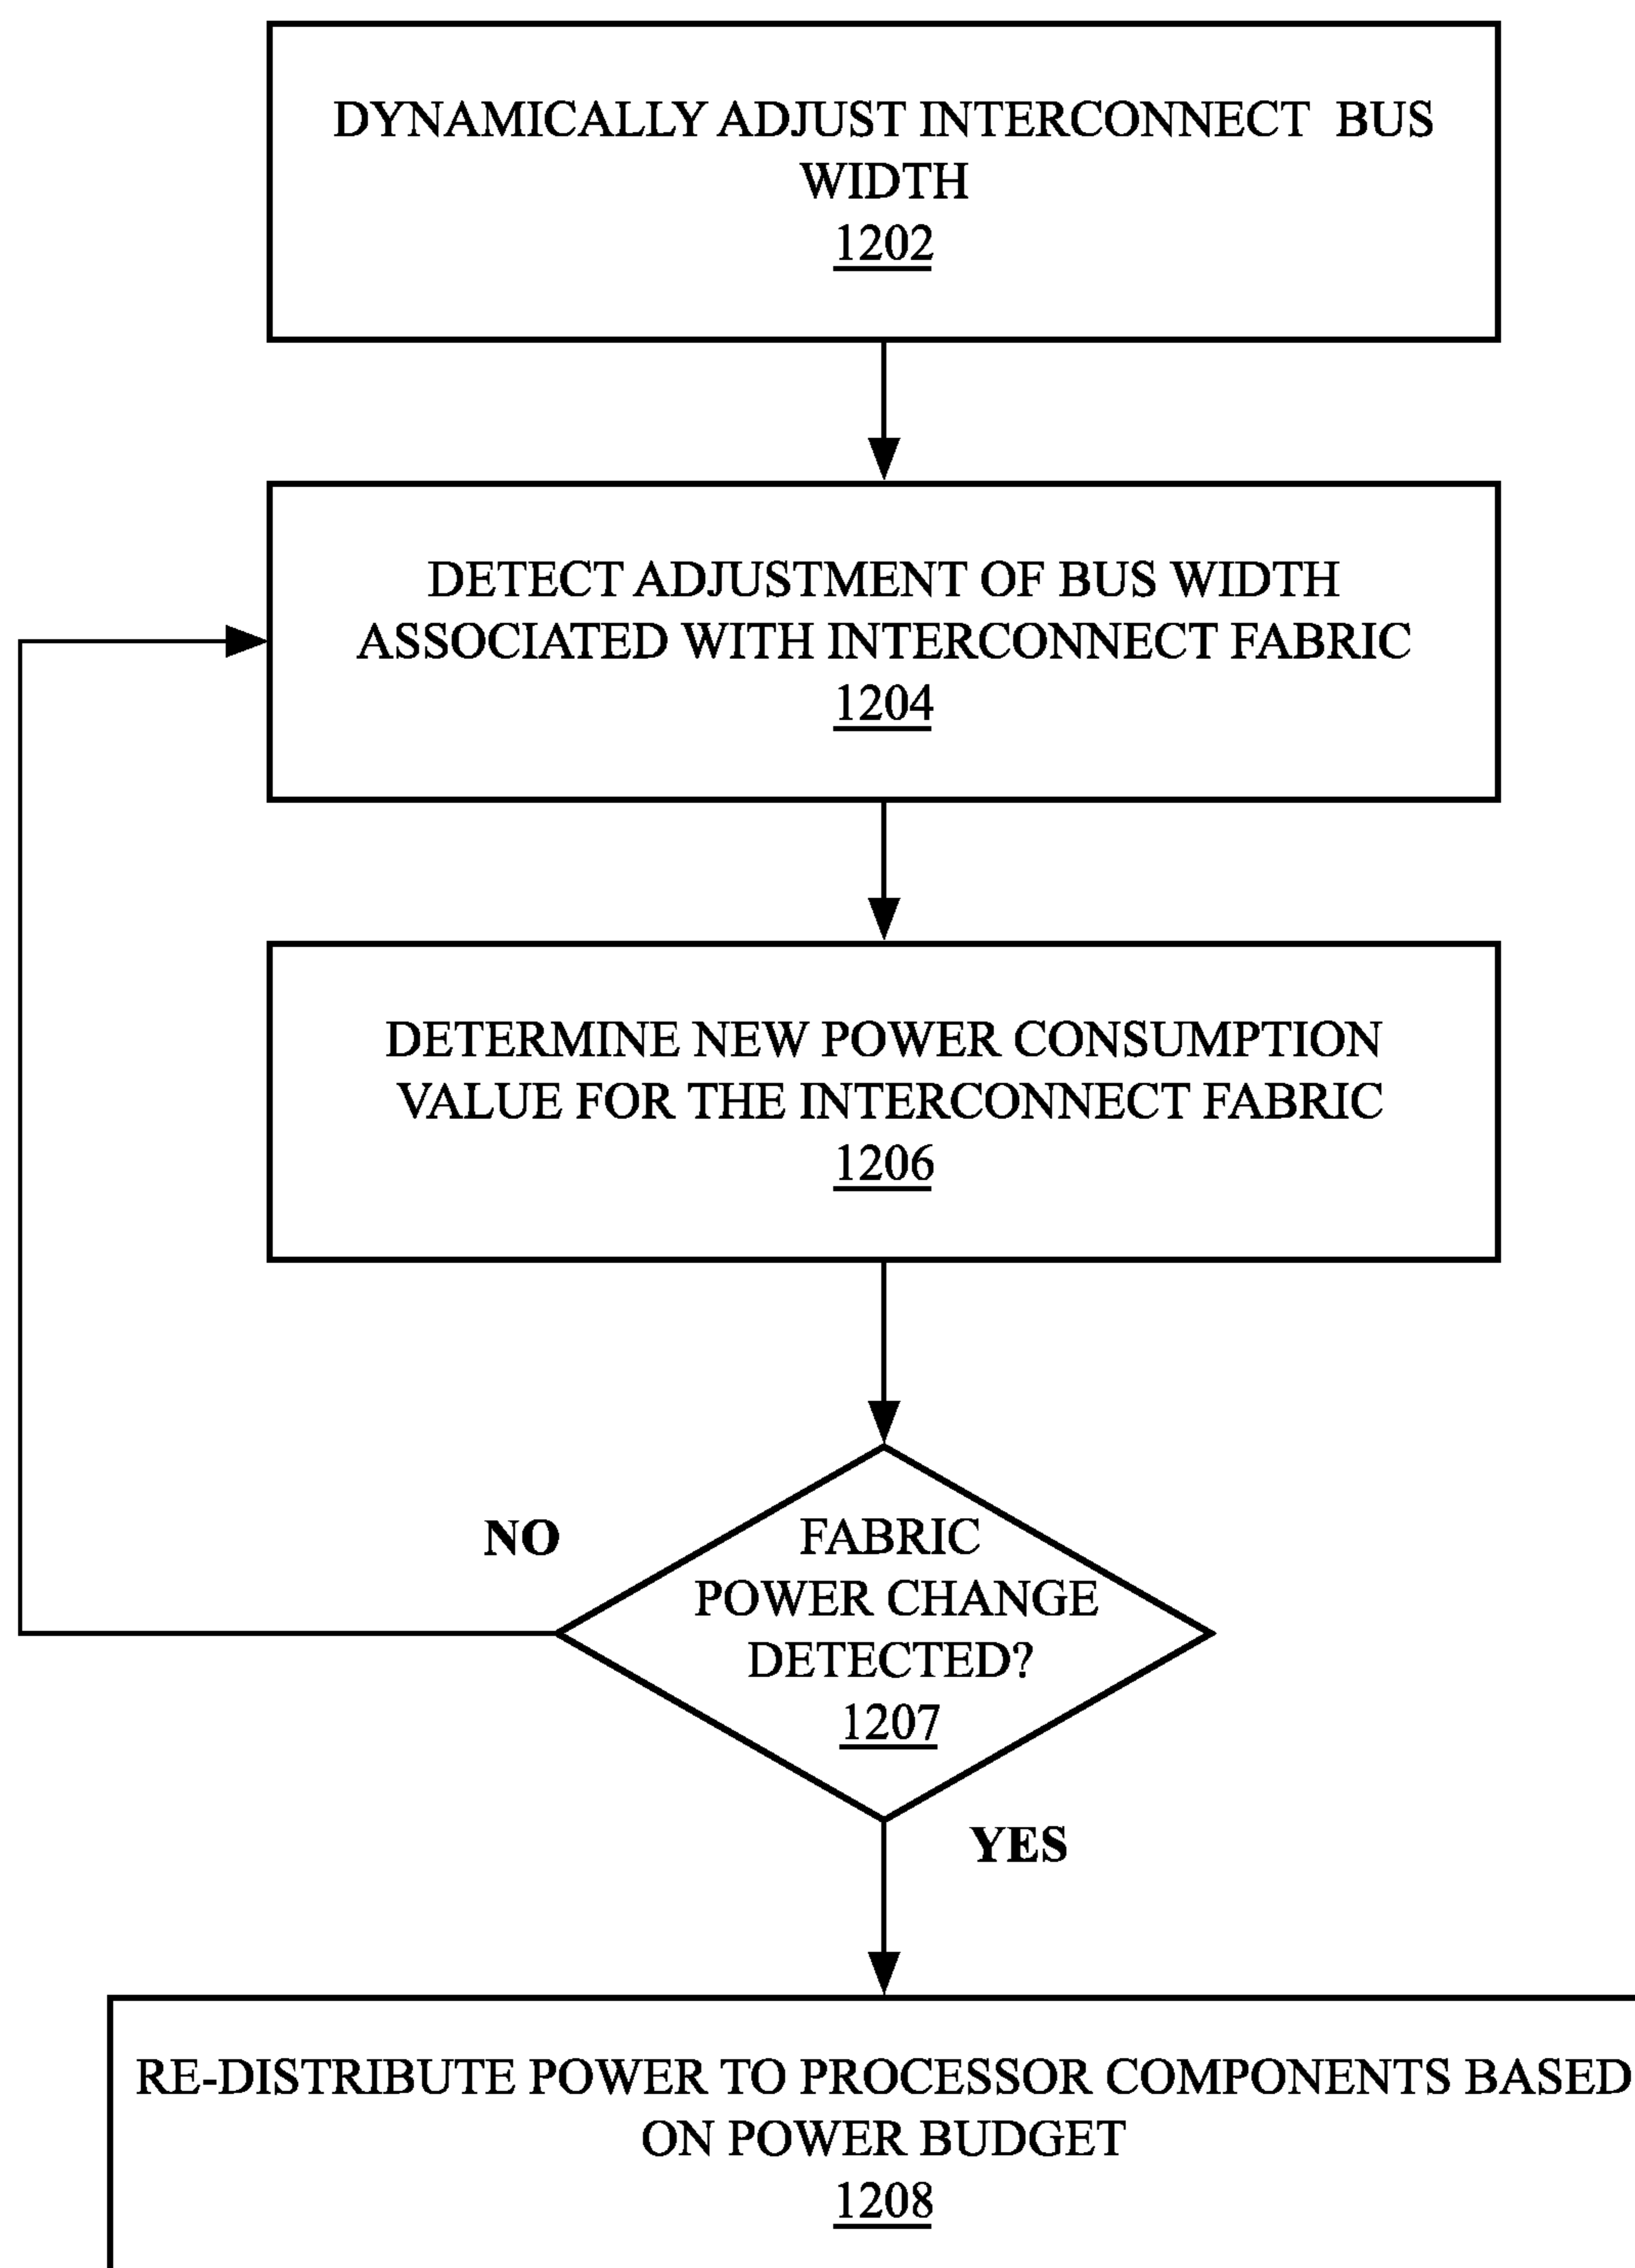 DYNAMICALLY ADJUST INTERCONNECT BUS
WIDTH
1202
DETECT ADJUSTMENT OF BUS WIDTH
ASSOCIATED WITH INTERCONNECT FABRIC
1204
DETERMINE NEW POWER CONSUMPTION
VALUE FOR THE INTERCONNECT FABRIC
1206
NO
FABRIC
POWER CHANGE
DETECTED?
1207
YES
RE-DISTRIBUTE POWER TO PROCESSOR COMPONENTS BASED
ON POWER BUDGET
1208